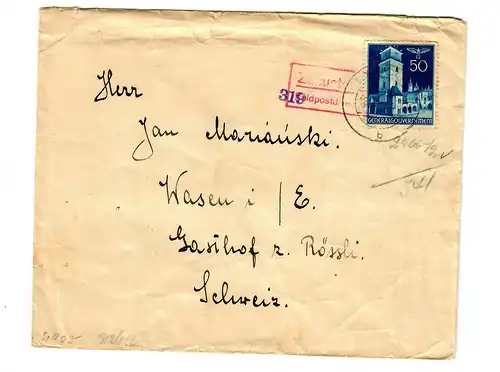 Herr
Jan Mariański.
Wasen i/E.
Gasthof z. Rössli.
Schweiz.
319
50
GENERALGOUVERNEMENT
b